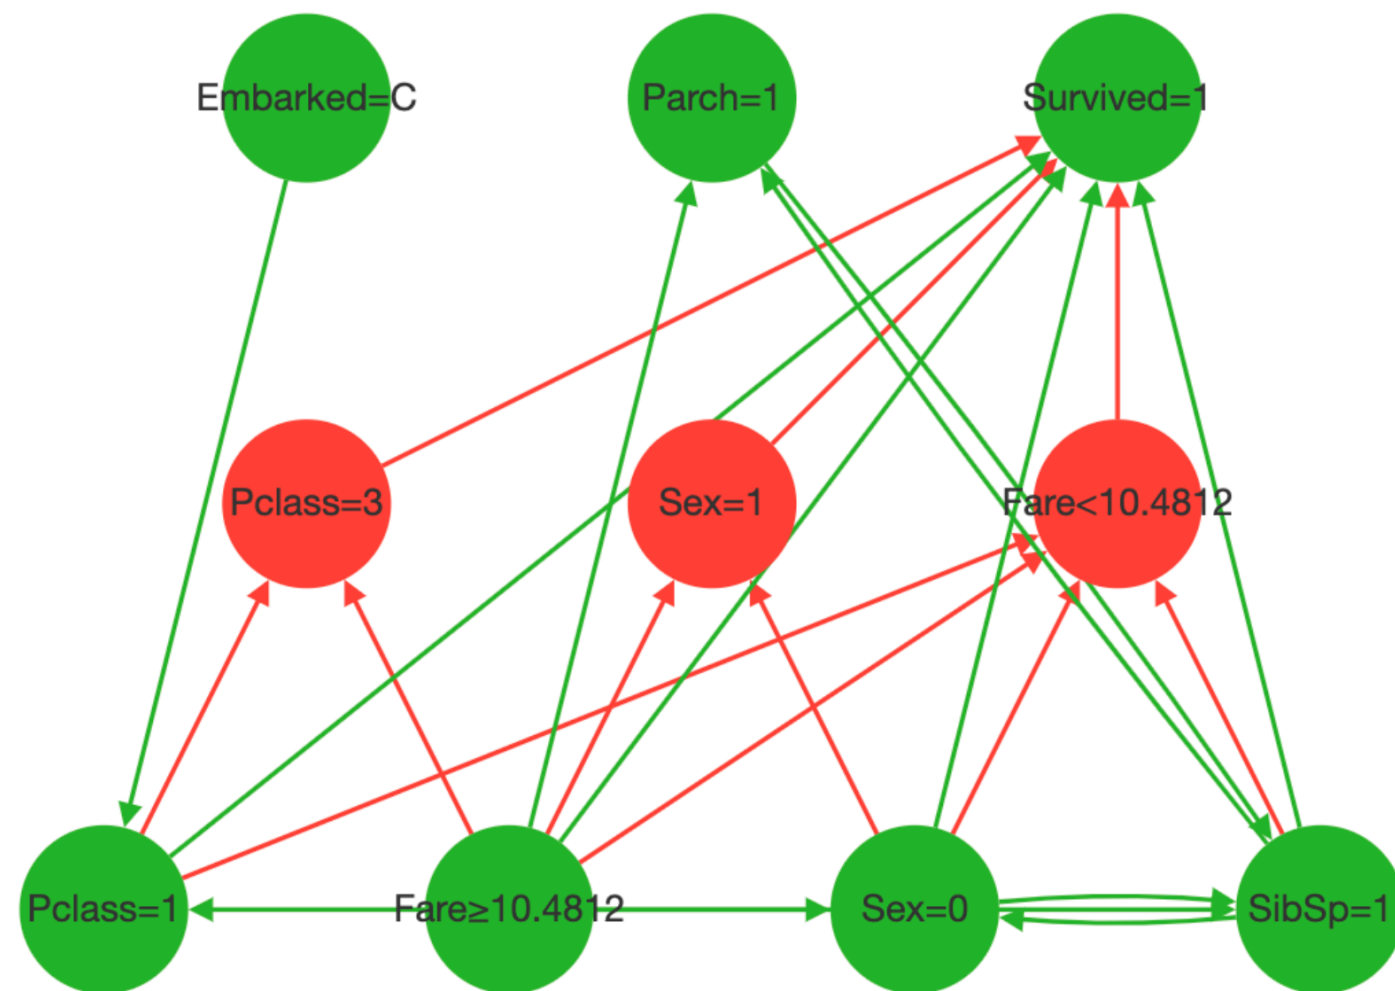 Embarked=C
Parch=1
Survived=1
Pclass=3
Sex=1
Fare<10.4812
Pclass=1
Fare≥10.4812
Sex=0
SibSp=1